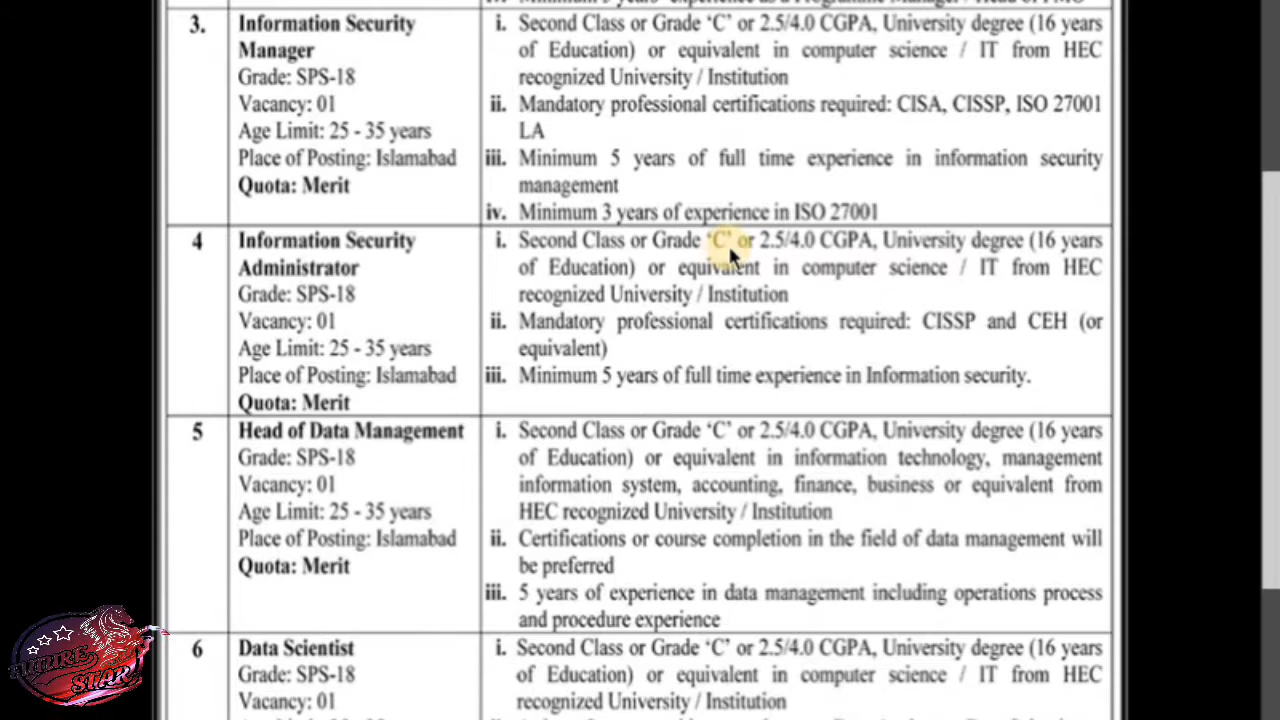 3.
Information Security
Manager
Grade: SPS-18
Vacancy: 01
Age Limit: 25 - 35 years
Place of Posting: Islamabad
Quota: Merit
i. Second Class or Grade ‘C’ or 2.5/4.0 CGPA, University degree (16 years
of Education) or equivalent in computer science / IT from HEC
recognized University / Institution
ii. Mandatory professional certifications required: CISA, CISSP, ISO 27001
LA
iii. Minimum 5 years of full time experience in information security
management
iv. Minimum 3 years of experience in ISO 27001
4
Information Security
Administrator
Grade: SPS-18
Vacancy: 01
Age Limit: 25 - 35 years
Place of Posting: Islamabad
Quota: Merit
i. Second Class or Grade ‘C’ or 2.5/4.0 CGPA, University degree (16 years
of Education) or equivalent in computer science / IT from HEC
recognized University / Institution
ii. Mandatory professional certifications required: CISSP and CEH (or
equivalent)
iii. Minimum 5 years of full time experience in Information security.
5
Head of Data Management
Grade: SPS-18
Vacancy: 01
Age Limit: 25 - 35 years
Place of Posting: Islamabad
Quota: Merit
i. Second Class or Grade ‘C’ or 2.5/4.0 CGPA, University degree (16 years
of Education) or equivalent in information technology, management
information system, accounting, finance, business or equivalent from
HEC recognized University / Institution
ii. Certifications or course completion in the field of data management will
be preferred
iii. 5 years of experience in data management including operations process
and procedure experience
6
Data Scientist
Grade: SPS-18
Vacancy: 01
i. Second Class or Grade ‘C’ or 2.5/4.0 CGPA, University degree (16 years
of Education) or equivalent in computer science / IT from HEC
recognized University / Institution
FUTURE
STAR